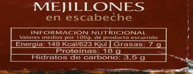 MEJILLONES
en escabeche
INFORMACIÓN NUTRICIONAL
Valores medios por 100g. de producto escurrido
Energía: 149 Kcal/623 Kjul Grasas: 7 g
Proteínas: 18 g
Hidratos de carbono: 3,5 g